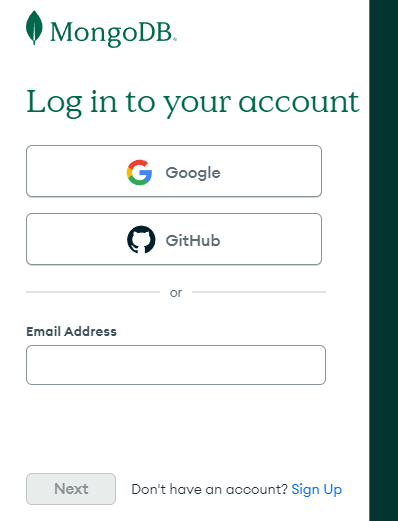 MongoDB.
Log in to your account
Google
GitHub
or
Email Address
Next
Don't have an account? Sign Up